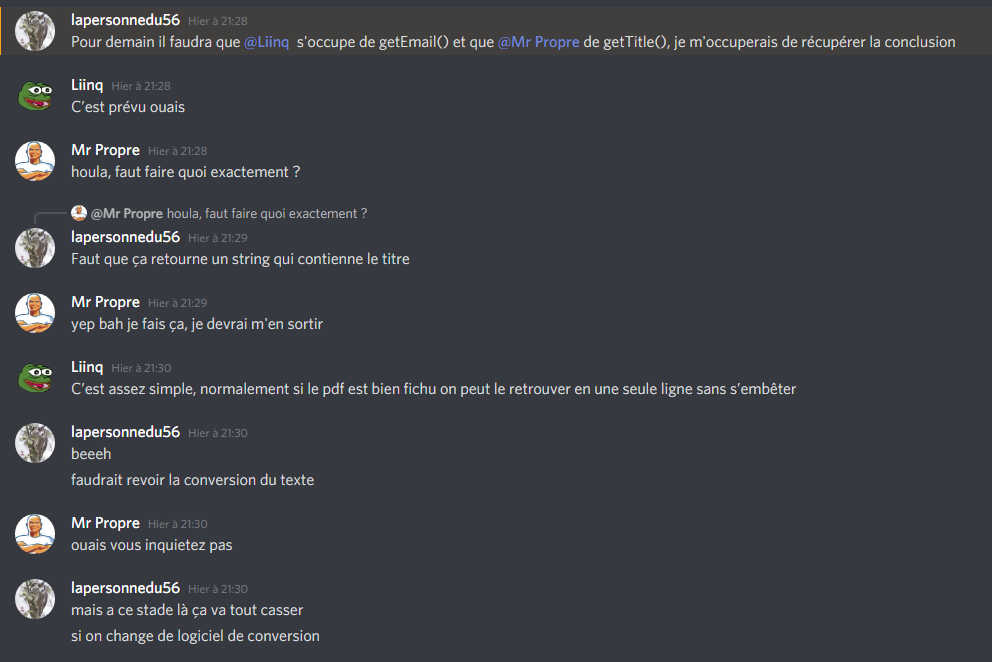 lapersonnedu56 Hier à 21:28
Pour demain il faudra que @Liinq s'occupe de getEmail() et que @Mr Propre de getTitle(), je m'occuperais de récupérer la conclusion
Liinq Hier à 21:28
C’est prévu ouais
Mr Propre Hier à 21:28
houla, faut faire quoi exactement ?
@Mr Propre houla, faut faire quoi exactement ?
lapersonnedu56 Hier à 21:29
Faut que ça retourne un string qui contienne le titre
Mr Propre Hier à 21:29
yep bah je fais ça, je devrai m'en sortir
Liinq Hier à 21:30
C’est assez simple, normalement si le pdf est bien fichu on peut le retrouver en une seule ligne sans s’embêter
lapersonnedu56 Hier à 21:30
beeeh
faudrait revoir la conversion du texte
Mr Propre Hier à 21:30
ouais vous inquietez pas
lapersonnedu56 Hier à 21:30
mais a ce stade là ça va tout casser
si on change de logiciel de conversion